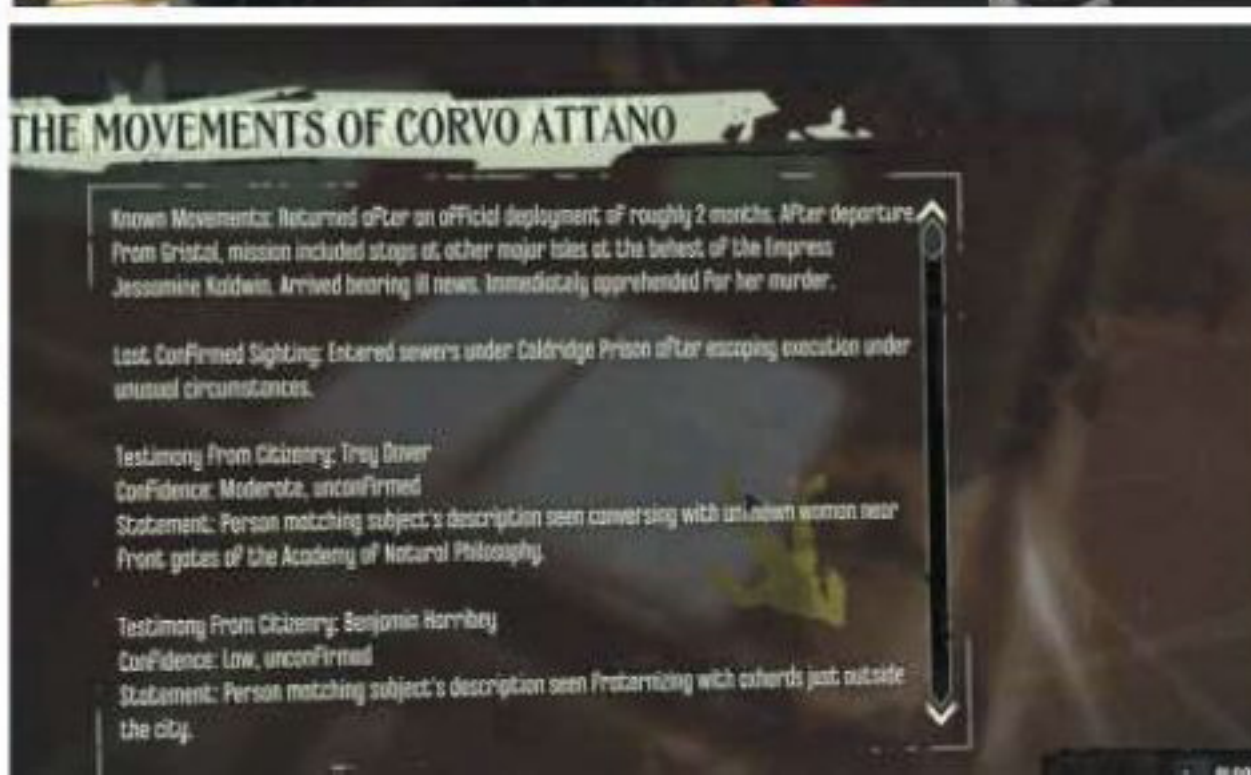 THE MOVEMENTS OF CORVO ATTANO
Known Movements: Returned after an official deployment of roughly 2 months. After departure
from Gristol, mission included stops at other major isles at the behest of the Empress
Jessamine Kaldwin. Arrived bearing ill news. Immediately apprehended for her murder.
Last Confirmed Sighting: Entered sewers under Coldridge Prison after escaping execution under
unusual circumstances.
Testimony From Citizenry: Trey
Confidence: Moderate, unconfirmed
Statement: Person matching subject's description seen conversing with unknown woman near
front gates of the Academy of Natural Philosophy.
Testimony From Citizenry: Benjamin
Confidence: Low, unconfirmed
Statement: Person matching subject's description seen fraternizing with oxherds just outside
the city.